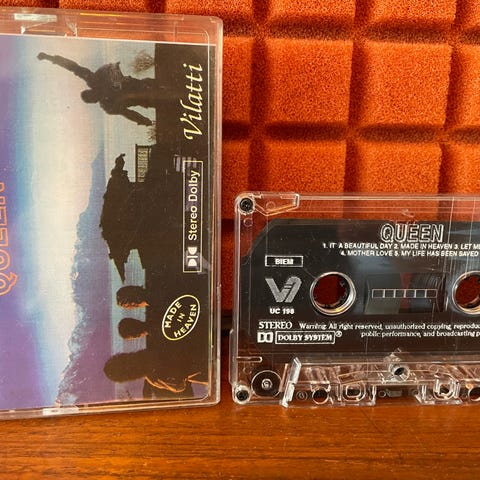 QUEEN
Stereo Dolby
Vilatti
MADE
IN
HEAVEN
QUEEN
1. IT A BEAUTIFUL DAY 2. MADE IN HEAVEN 3. LET ME
4. MOTHER LOVE 5. MY LIFE HAS BEEN SAVED
BIEM
UC 198
STEREO
Warning: All right reserved, unauthorized copying, reproduc
DOLBY SYSTEM®
public performance, and broadcasting p